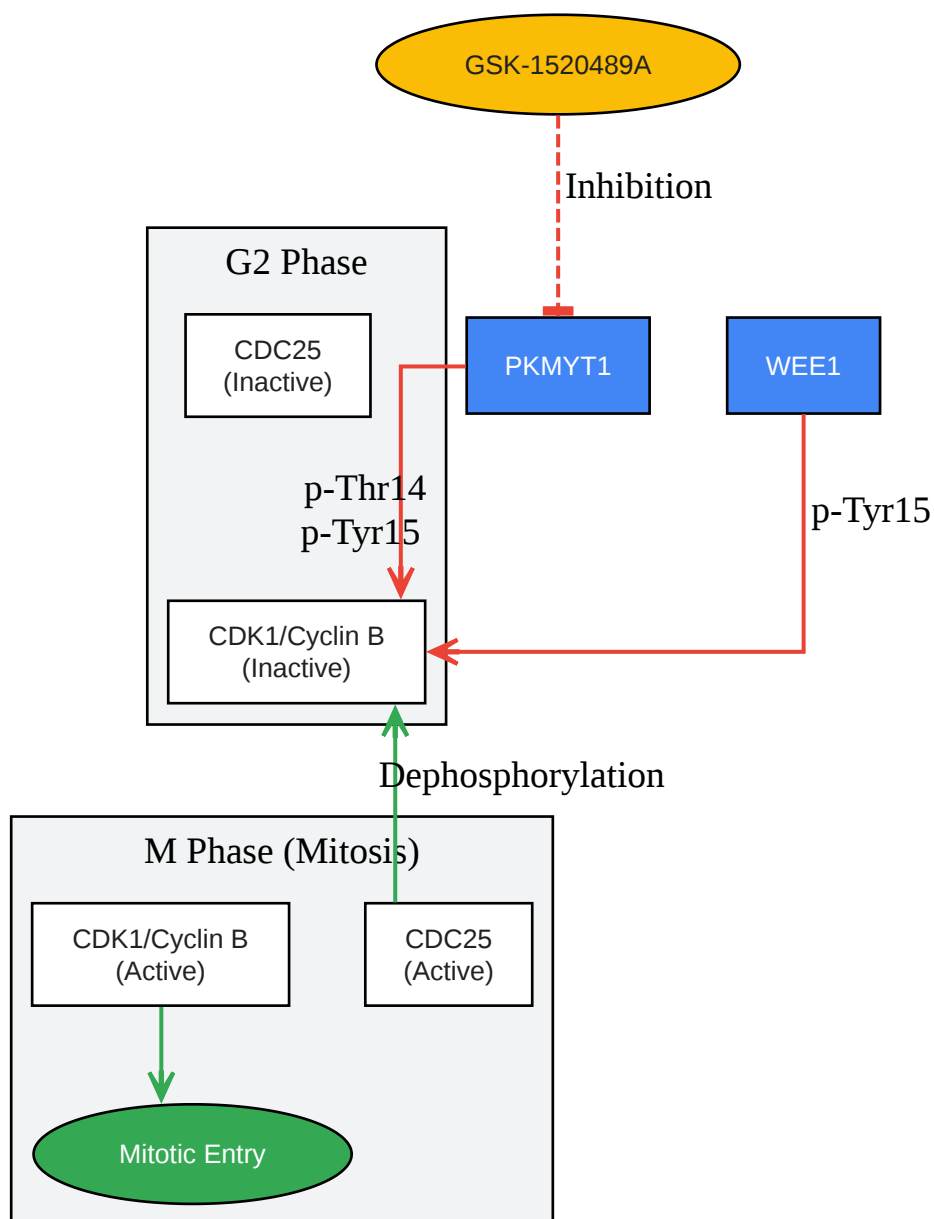 GSK-1520489A
Inhibition
G2 Phase
CDC25
(Inactive)
PKMYT1
WEE1
p-Thr14
p-Tyr15
p-Tyr15
CDK1/Cyclin B
(Inactive)
Dephosphorylation
M Phase (Mitosis)
CDK1/Cyclin B
(Active)
CDC25
(Active)
Mitotic Entry